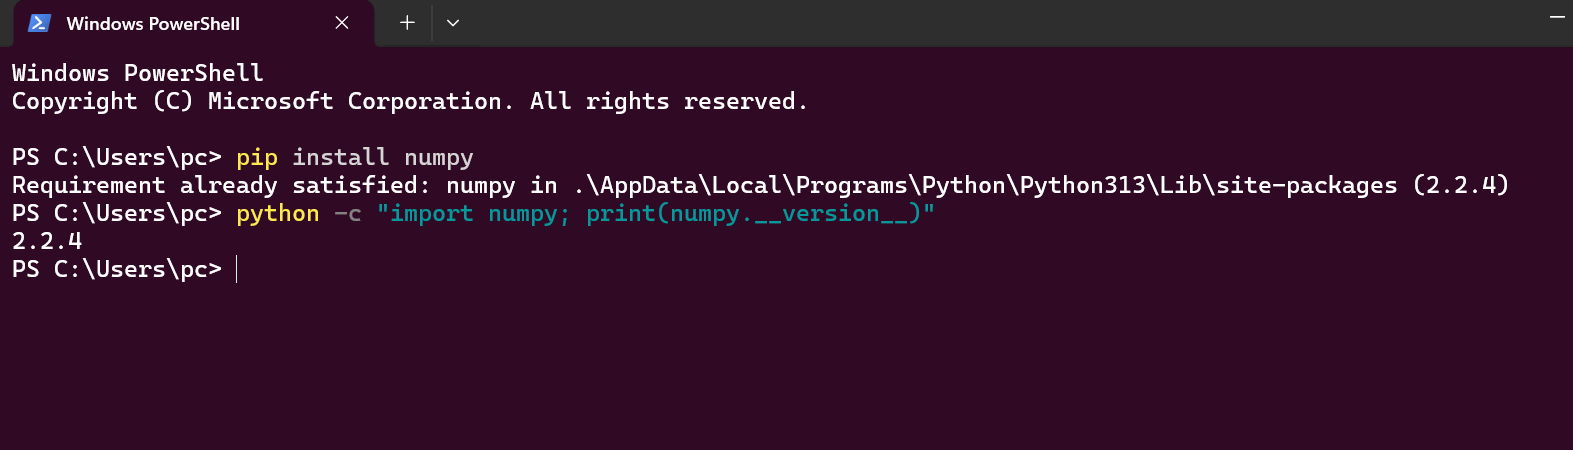 Windows PowerShell
Windows PowerShell
Copyright (C) Microsoft Corporation. All rights reserved.
PS C:\Users\pc> pip install numpy
Requirement already satisfied: numpy in .\AppData\Local\Programs\Python\Python313\Lib\site-packages (2.2.4)
PS C:\Users\pc> python -c "import numpy; print(numpy.__version__)"
2.2.4
PS C:\Users\pc>